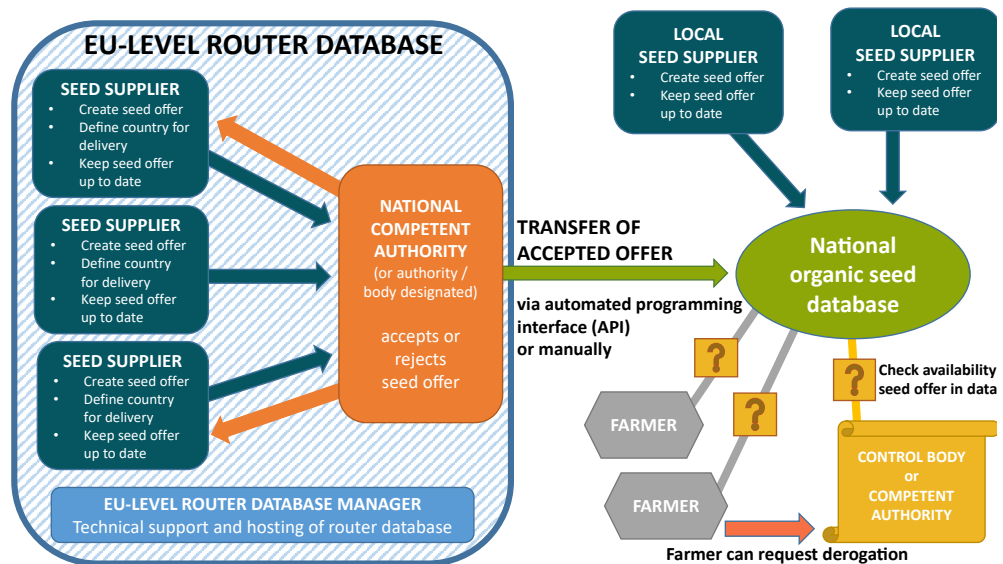 EU-LEVEL ROUTER DATABASE
SEED SUPPLIER
• Create seed offer
• Define country for
delivery
• Keep seed offer
up to date
SEED SUPPLIER
• Create seed offer
• Define country
for delivery
• Keep seed offer
up to date
SEED SUPPLIER
• Create seed offer
• Define country
for delivery
• Keep seed offer
up to date
NATIONAL
COMPETENT
AUTHORITY
(or authority /
body designated)
accepts or
rejects
seed offer
EU-LEVEL ROUTER DATABASE MANAGER
Technical support and hosting of router database
TRANSFER OF
ACCEPTED OFFER
via automated programming
interface (API)
or manually
LOCAL
SEED SUPPLIER
• Create seed offer
• Keep seed offer
up to date
LOCAL
SEED SUPPLIER
• Create seed offer
• Keep seed offer
up to date
National
organic seed
database
?
?
?
Check availability
seed offer in data
FARMER
FARMER
CONTROL BODY
or
COMPETENT
AUTHORITY
Farmer can request derogation